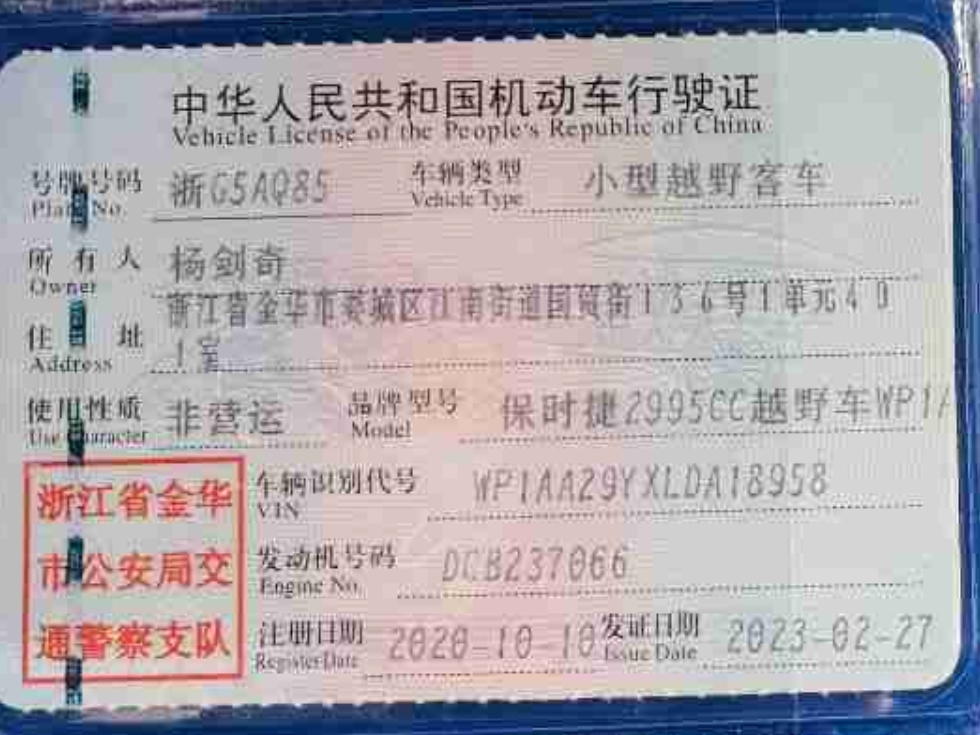 中华人民共和国机动车行驶证
Vehicle License of the People's Republic of China
号牌号码 浙G5AQ85 车辆类型 小型越野客车
Plate No. Vehicle Type
所有人 杨剑奇
Owner
浙江省金华市婺城区江南街道国贸街136号1单元40
住址 1室
Address
使用性质 非营运 品牌型号 保时捷2995CC越野车WP1A
Use Character Model
浙江省金华 车辆识别代号 WP1AA29YXLDA18958
VIN
市公安局交 发动机号码 DCB237066
Engine No.
通警察支队 注册日期 2020-10-10 发证日期 2023-02-27
Register Date Issue Date